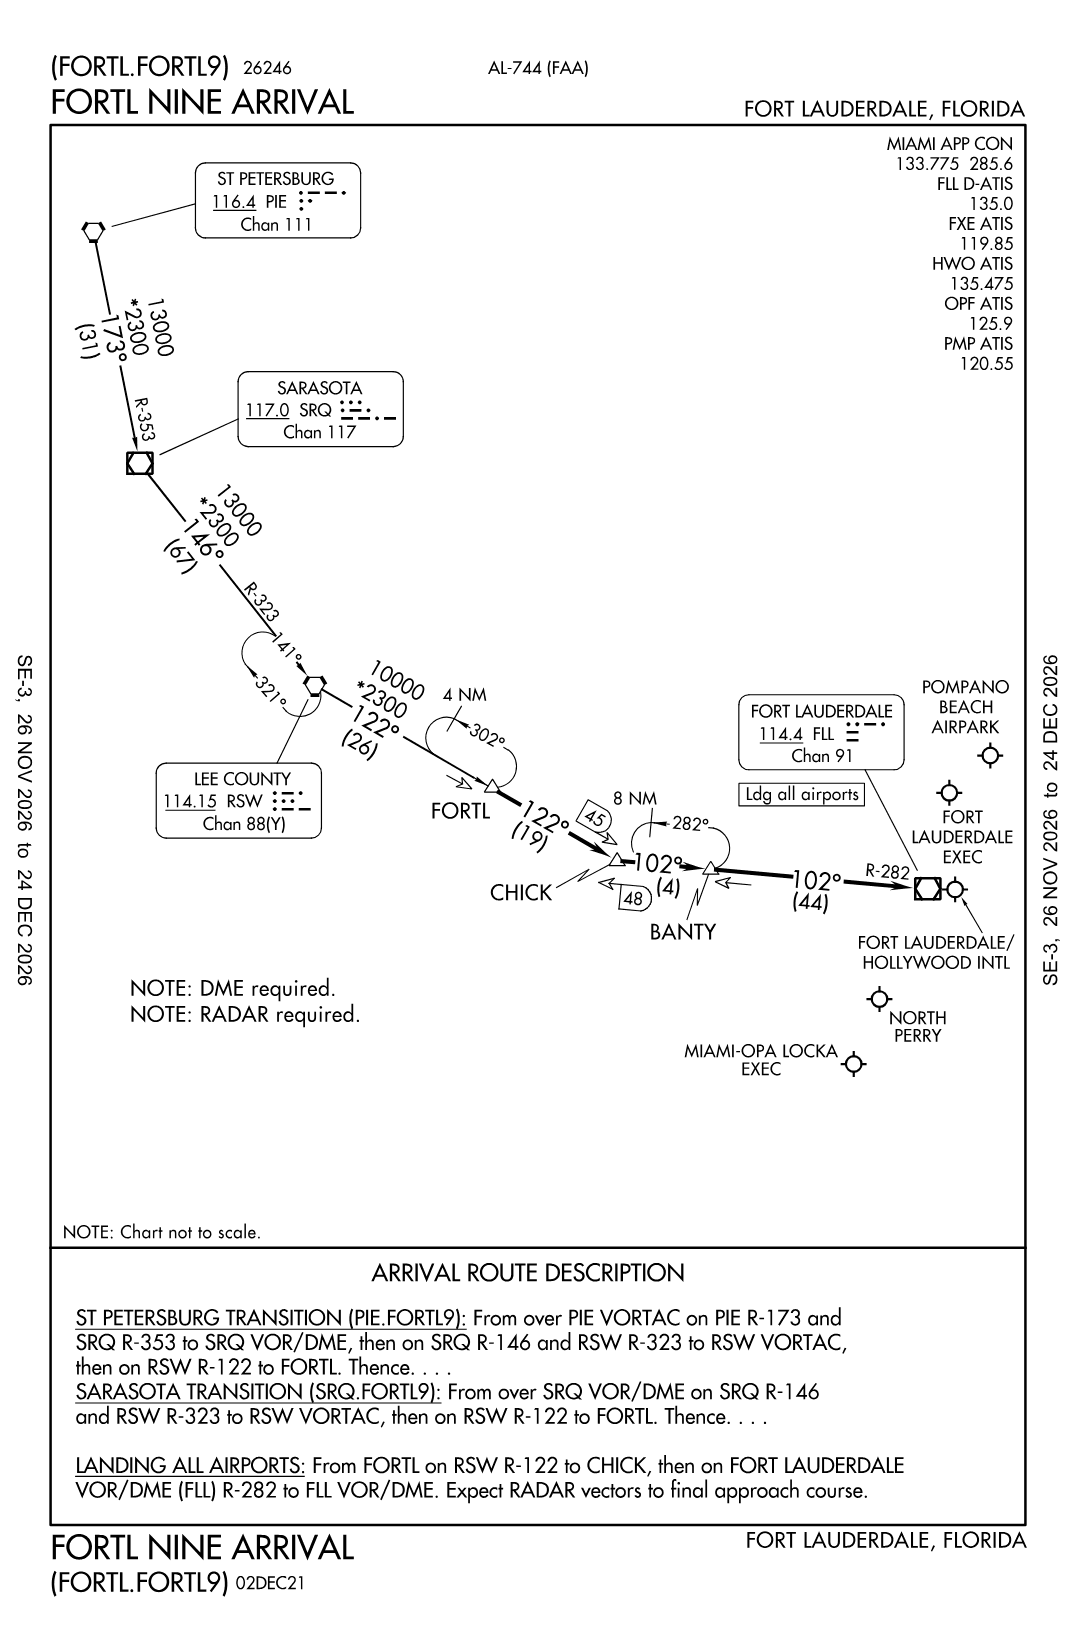 (FORTL.FORTL9) 26246
AL-744 (FAA)
FORTL NINE ARRIVAL
FORT LAUDERDALE, FLORIDA
MIAMI APP CON
133.775 285.6
FLL D-ATIS
135.0
FXE ATIS
119.85
HWO ATIS
135.475
OPF ATIS
125.9
PMP ATIS
120.55
ST PETERSBURG
116.4 PIE
Chan 111
13000
*2300
173°
(31)
R-353
SARASOTA
117.0 SRQ
Chan 117
13000
*2300
146°
(67)
R-323
141°
321°
LEE COUNTY
114.15 RSW
Chan 88(Y)
10000
*2300
122°
(26)
4 NM
302°
FORTL
122°
(19)
45
CHICK
8 NM
282°
102°
(4)
48
BANTY
102°
(44)
R-282
FORT LAUDERDALE
114.4 FLL
Chan 91
Ldg all airports
POMPANO
BEACH
AIRPARK
FORT
LAUDERDALE
EXEC
FORT LAUDERDALE/
HOLLYWOOD INTL
NORTH
PERRY
MIAMI-OPA LOCKA
EXEC
NOTE: DME required.
NOTE: RADAR required.
NOTE: Chart not to scale.
SE-3, 26 NOV 2026 to 24 DEC 2026
SE-3, 26 NOV 2026 to 24 DEC 2026
ARRIVAL ROUTE DESCRIPTION
ST PETERSBURG TRANSITION (PIE.FORTL9): From over PIE VORTAC on PIE R-173 and
SRQ R-353 to SRQ VOR/DME, then on SRQ R-146 and RSW R-323 to RSW VORTAC,
then on RSW R-122 to FORTL. Thence. . . .
SARASOTA TRANSITION (SRQ.FORTL9): From over SRQ VOR/DME on SRQ R-146
and RSW R-323 to RSW VORTAC, then on RSW R-122 to FORTL. Thence. . . .
LANDING ALL AIRPORTS: From FORTL on RSW R-122 to CHICK, then on FORT LAUDERDALE
VOR/DME (FLL) R-282 to FLL VOR/DME. Expect RADAR vectors to final approach course.
FORTL NINE ARRIVAL
FORT LAUDERDALE, FLORIDA
(FORTL.FORTL9) 02DEC21